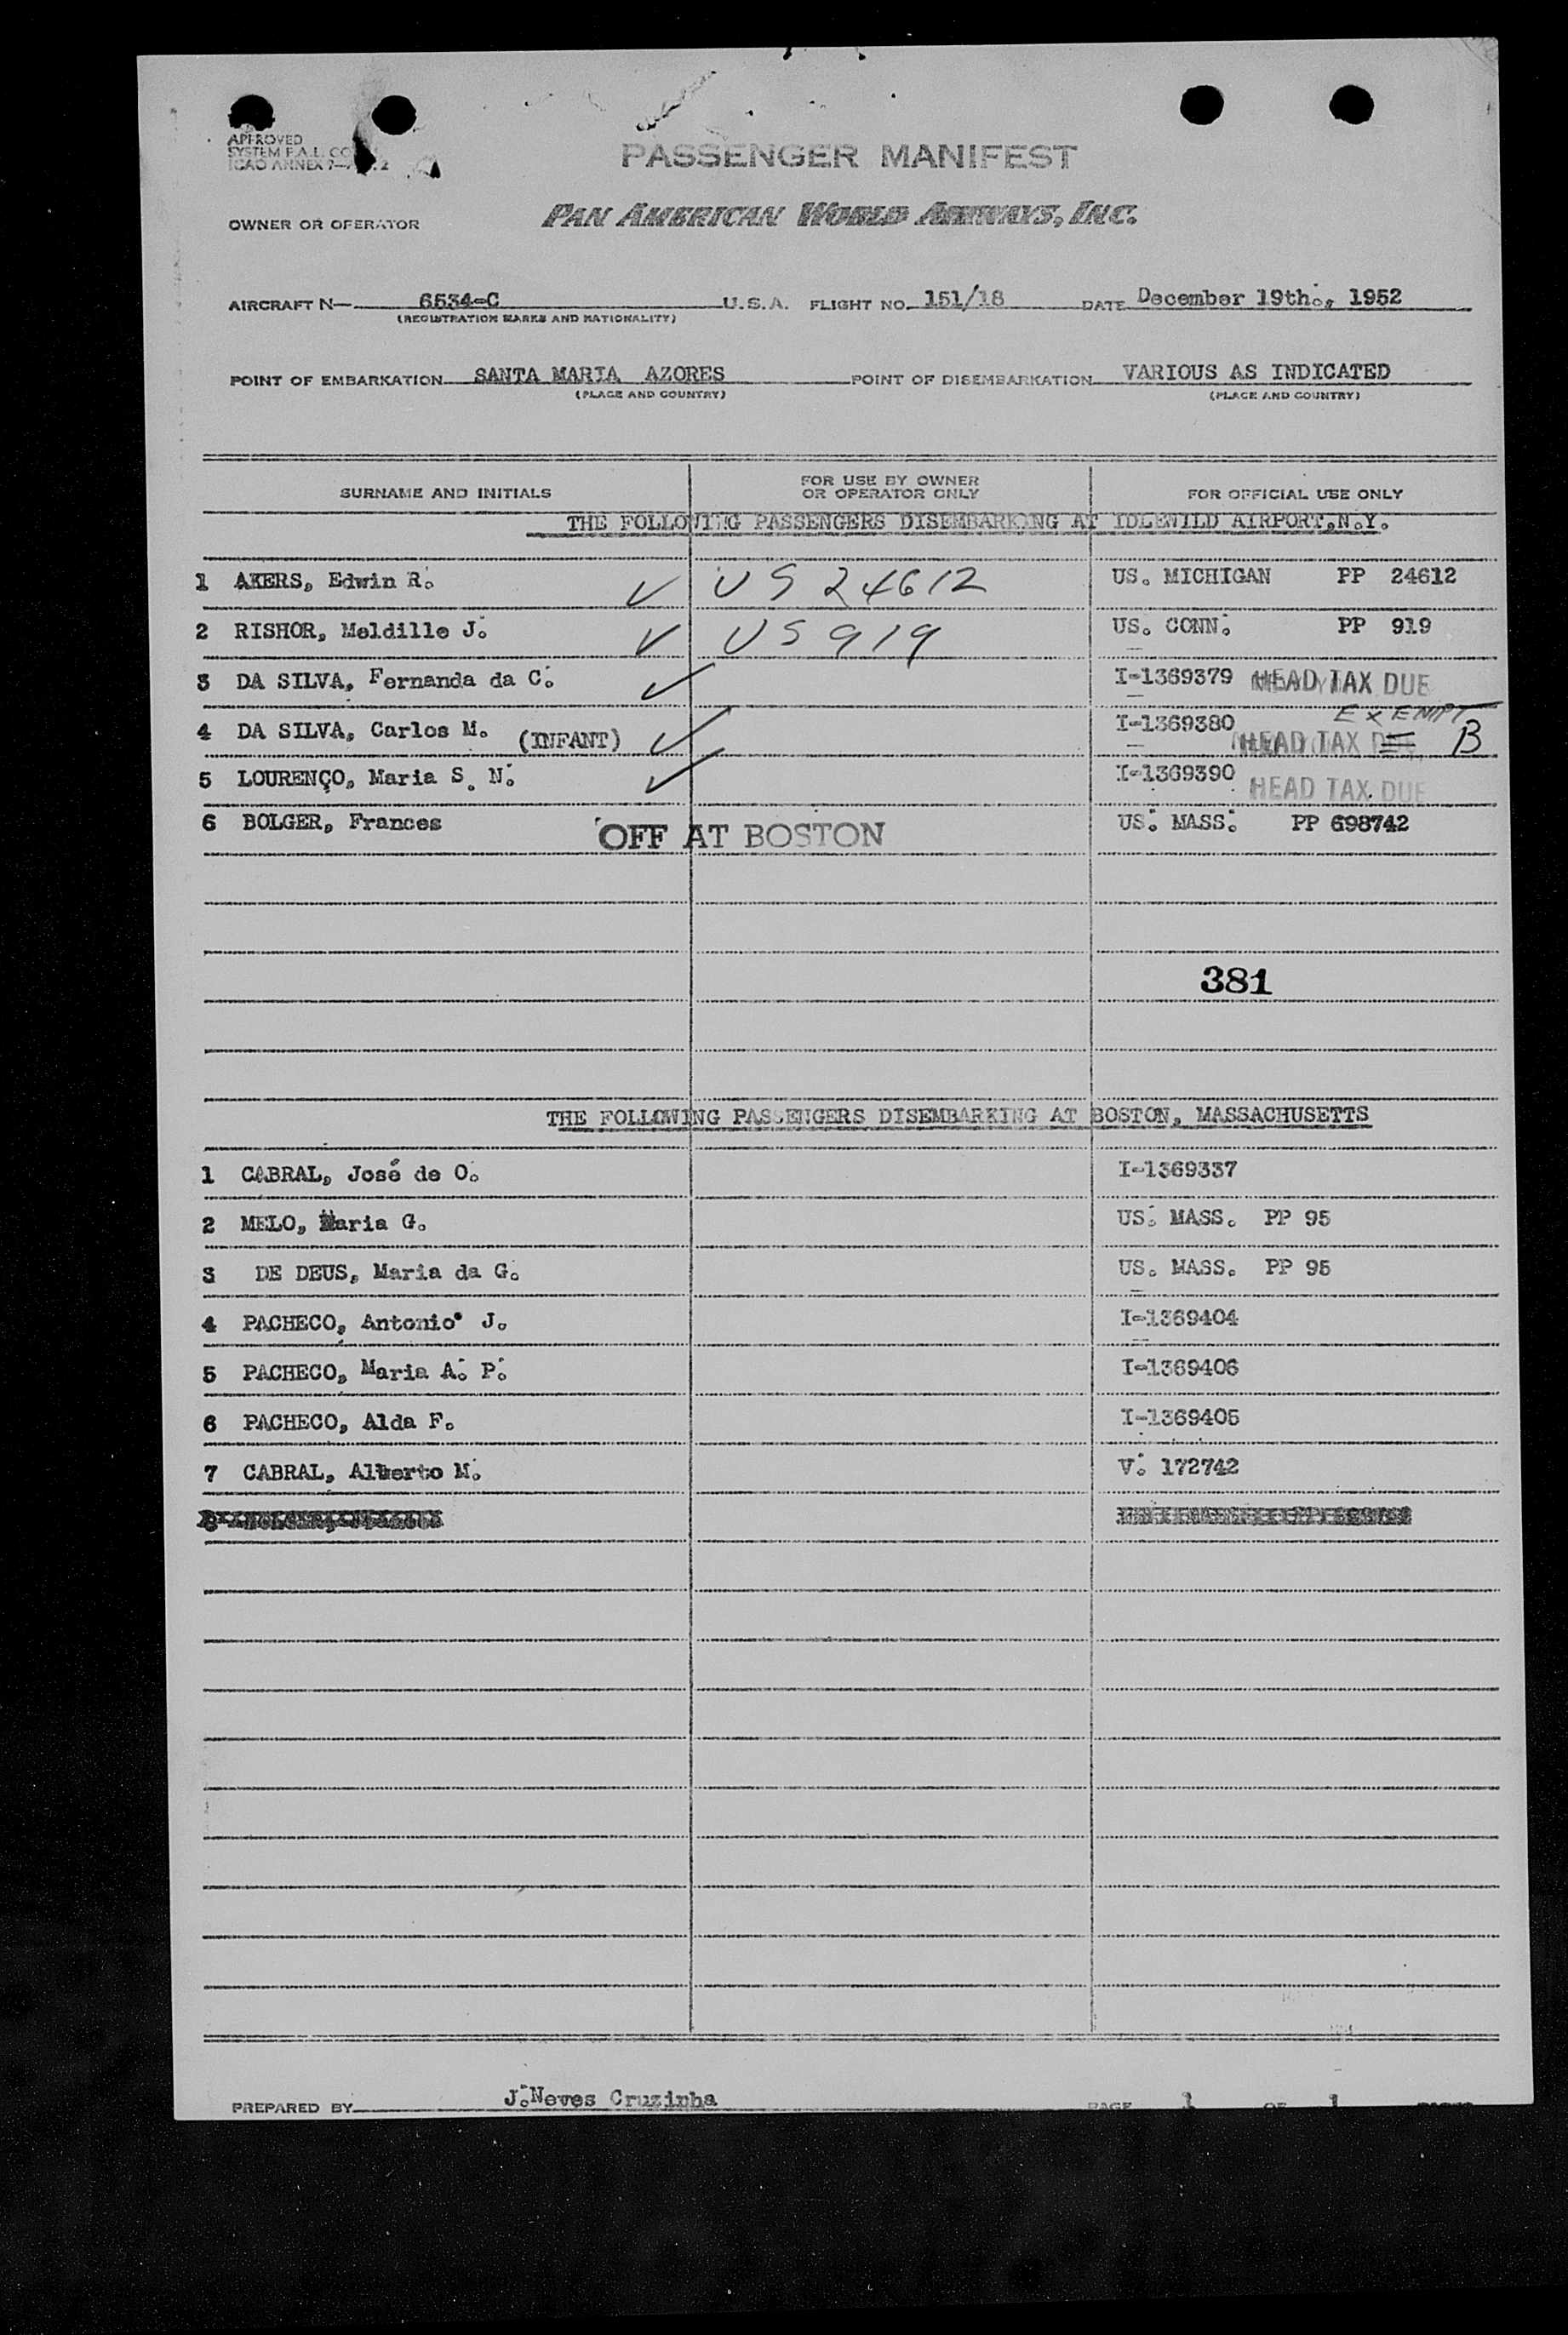 APPROVED
SYSTEM P.A.L. CO
ICAO ANNEX 7-
PASSENGER MANIFEST
OWNER OR OPERATOR PAN AMERICAN WORLD AIRWAYS, INC.
AIRCRAFT N— 6534-C U.S.A. FLIGHT NO. 151/18 DATE December 19th., 1952
(REGISTRATION MARKS AND NATIONALITY)
POINT OF EMBARKATION SANTA MARIA AZORES POINT OF DISEMBARKATION VARIOUS AS INDICATED
(PLACE AND COUNTRY) (PLACE AND COUNTRY)
SURNAME AND INITIALS FOR USE BY OWNER OR OPERATOR ONLY FOR OFFICIAL USE ONLY
THE FOLLOWING PASSENGERS DISEMBARKING AT IDLEWILD AIRPORT,N.Y.
1 AKERS, Edwin R. ✓ US 24612 US. MICHIGAN PP 24612
2 RISHOR, Meldille J. ✓ US 919 US. CONN. PP 919
3 DA SILVA, Fernanda da C. ✓ I-1369379 HEAD TAX DUE
4 DA SILVA, Carlos M. (INFANT) ✓ I-1369380 HEAD TAX EXEMPT B
5 LOURENÇO, Maria S. N. ✓ I-1369390 HEAD TAX DUE
6 BOLGER, Frances OFF AT BOSTON US. MASS. PP 698742
381
THE FOLLOWING PASSENGERS DISEMBARKING AT BOSTON, MASSACHUSETTS
1 CABRAL, José de O. I-1369337
2 MELO, Maria G. US. MASS. PP 95
3 DE DEUS, Maria da G. US. MASS. PP 95
4 PACHECO, Antonio J. I-1369404
5 PACHECO, Maria A. P. I-1369406
6 PACHECO, Alda F. I-1369405
7 CABRAL, Alberto M. V. 172742
PREPARED BY J.Neves Cruzinha PAGE 1 OF 1